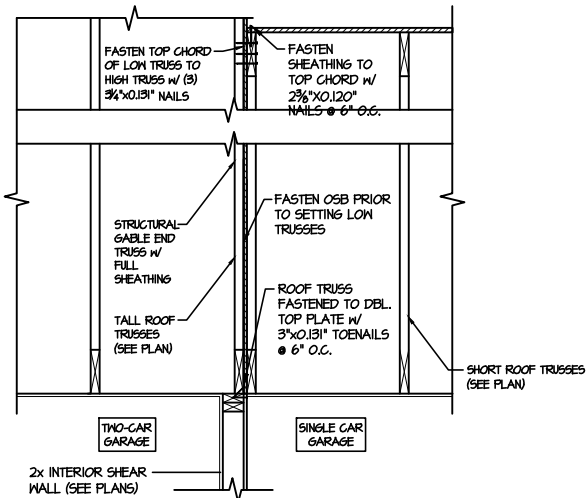 FASTEN TOP CHORD
OF LOW TRUSS TO
HIGH TRUSS W/ (3)
3¼"X0.131" NAILS
FASTEN
SHEATHING TO
TOP CHORD W/
2⅜"X0.120"
NAILS @ 6" O.C.
STRUCTURAL
GABLE END
TRUSS W/
FULL
SHEATHING
FASTEN OSB PRIOR
TO SETTING LOW
TRUSSES
TALL ROOF
TRUSSES
(SEE PLAN)
ROOF TRUSS
FASTENED TO DBL.
TOP PLATE W/
3"X0.131" TOENAILS
@ 6" O.C.
SHORT ROOF TRUSSES
(SEE PLAN)
TWO-CAR
GARAGE
SINGLE CAR
GARAGE
2x INTERIOR SHEAR
WALL (SEE PLANS)